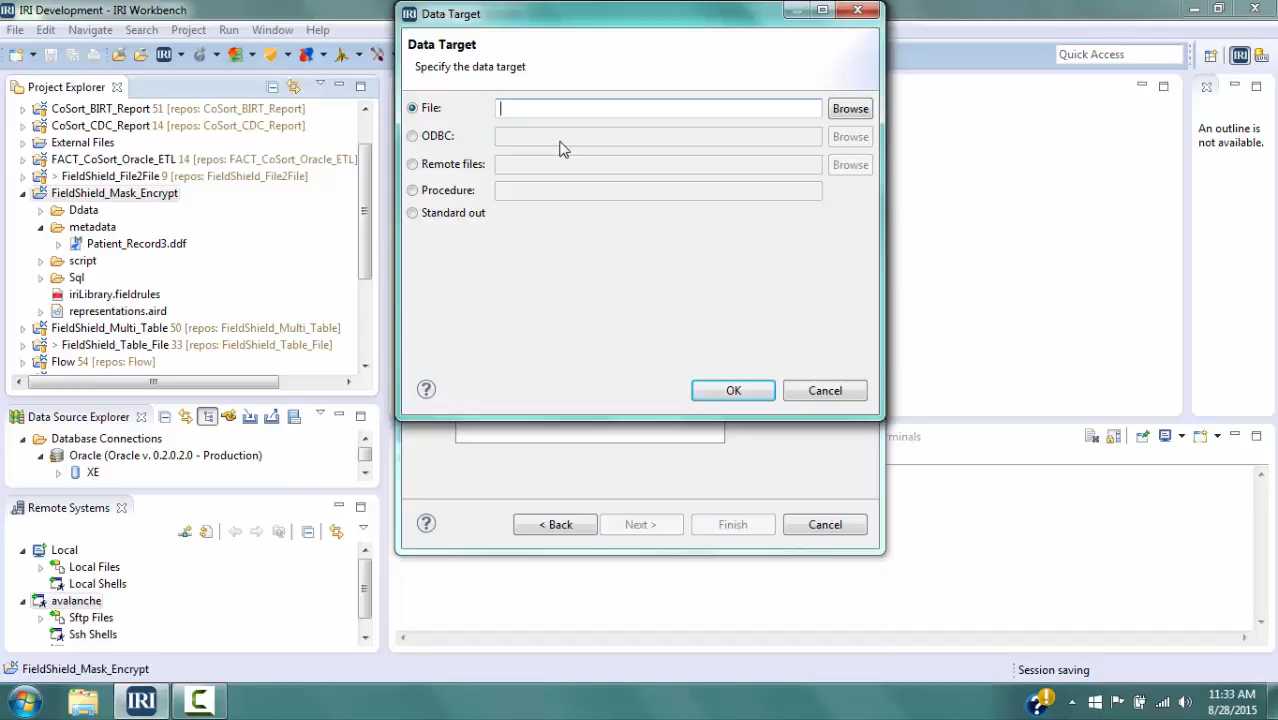 IRI Development - IRI Workbench
File Edit Navigate Search Project Run Window Help
Quick Access
IRI
IRI
Project Explorer
CoSort_BIRT_Report 51 [repos: CoSort_BIRT_Report]
CoSort_CDC_Report 14 [repos: CoSort_CDC_Report]
External Files
FACT_CoSort_Oracle_ETL 14 [repos: FACT_CoSort_Oracle_ETL]
> FieldShield_File2File 9 [repos: FieldShield_File2File]
FieldShield_Mask_Encrypt
Ddata
metadata
Patient_Record3.ddf
script
Sql
iriLibrary.fieldrules
representations.aird
FieldShield_Multi_Table 50 [repos: FieldShield_Multi_Table]
> FieldShield_Table_File 33 [repos: FieldShield_Table_File]
Flow 54 [repos: Flow]
Data Source Explorer
Database Connections
Oracle (Oracle v. 0.2.0.2.0 - Production)
XE
Remote Systems
Local
Local Files
Local Shells
avalanche
Sftp Files
Ssh Shells
IRI Data Target
Data Target
Specify the data target
File: Browse
ODBC: Browse
Remote files: Browse
Procedure:
Standard out
OK Cancel
< Back Next > Finish Cancel
An outline is
not available.
minals
FieldShield_Mask_Encrypt
Session saving
IRI
11:33 AM
8/28/2015